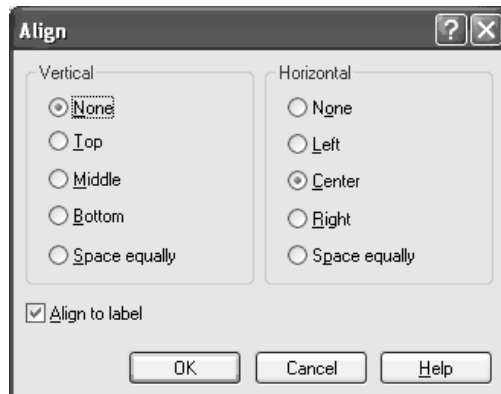 Align
Vertical
None
Top
Middle
Bottom
Space equally
Horizontal
None
Left
Center
Right
Space equally
Align to label
OK
Cancel
Help